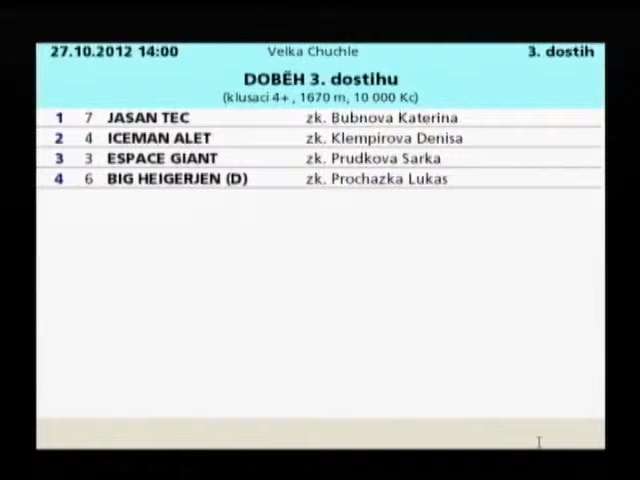 27.10.2012 14:00 Velka Chuchle 3. dostih
DOBĚH 3. dostihu
(klusaci 4+ , 1670 m, 10 000 Kc)
1 7 JASAN TEC zk. Bubnova Katerina
2 4 ICEMAN ALET zk. Klempirova Denisa
3 3 ESPACE GIANT zk. Prudkova Sarka
4 6 BIG HEIGERJEN (D) zk. Prochazka Lukas